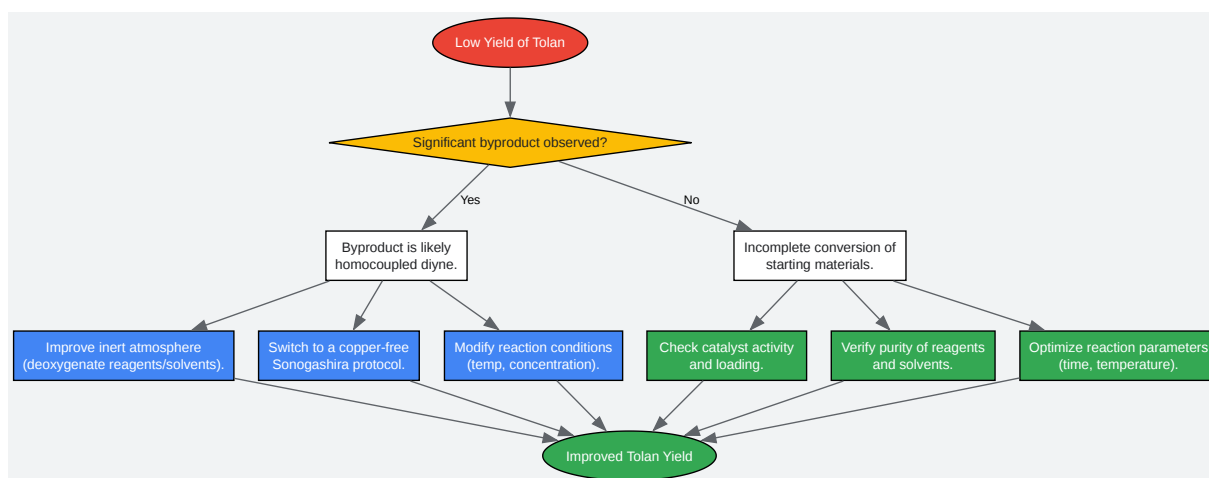 Low Yield of Tolan
Significant byproduct observed?
Yes
No
Byproduct is likely
homocoupled diyne.
Incomplete conversion of
starting materials.
Improve inert atmosphere
(deoxygenate reagents/solvents).
Switch to a copper-free
Sonogashira protocol.
Modify reaction conditions
(temp, concentration).
Check catalyst activity
and loading.
Verify purity of reagents
and solvents.
Optimize reaction parameters
(time, temperature).
Improved Tolan Yield